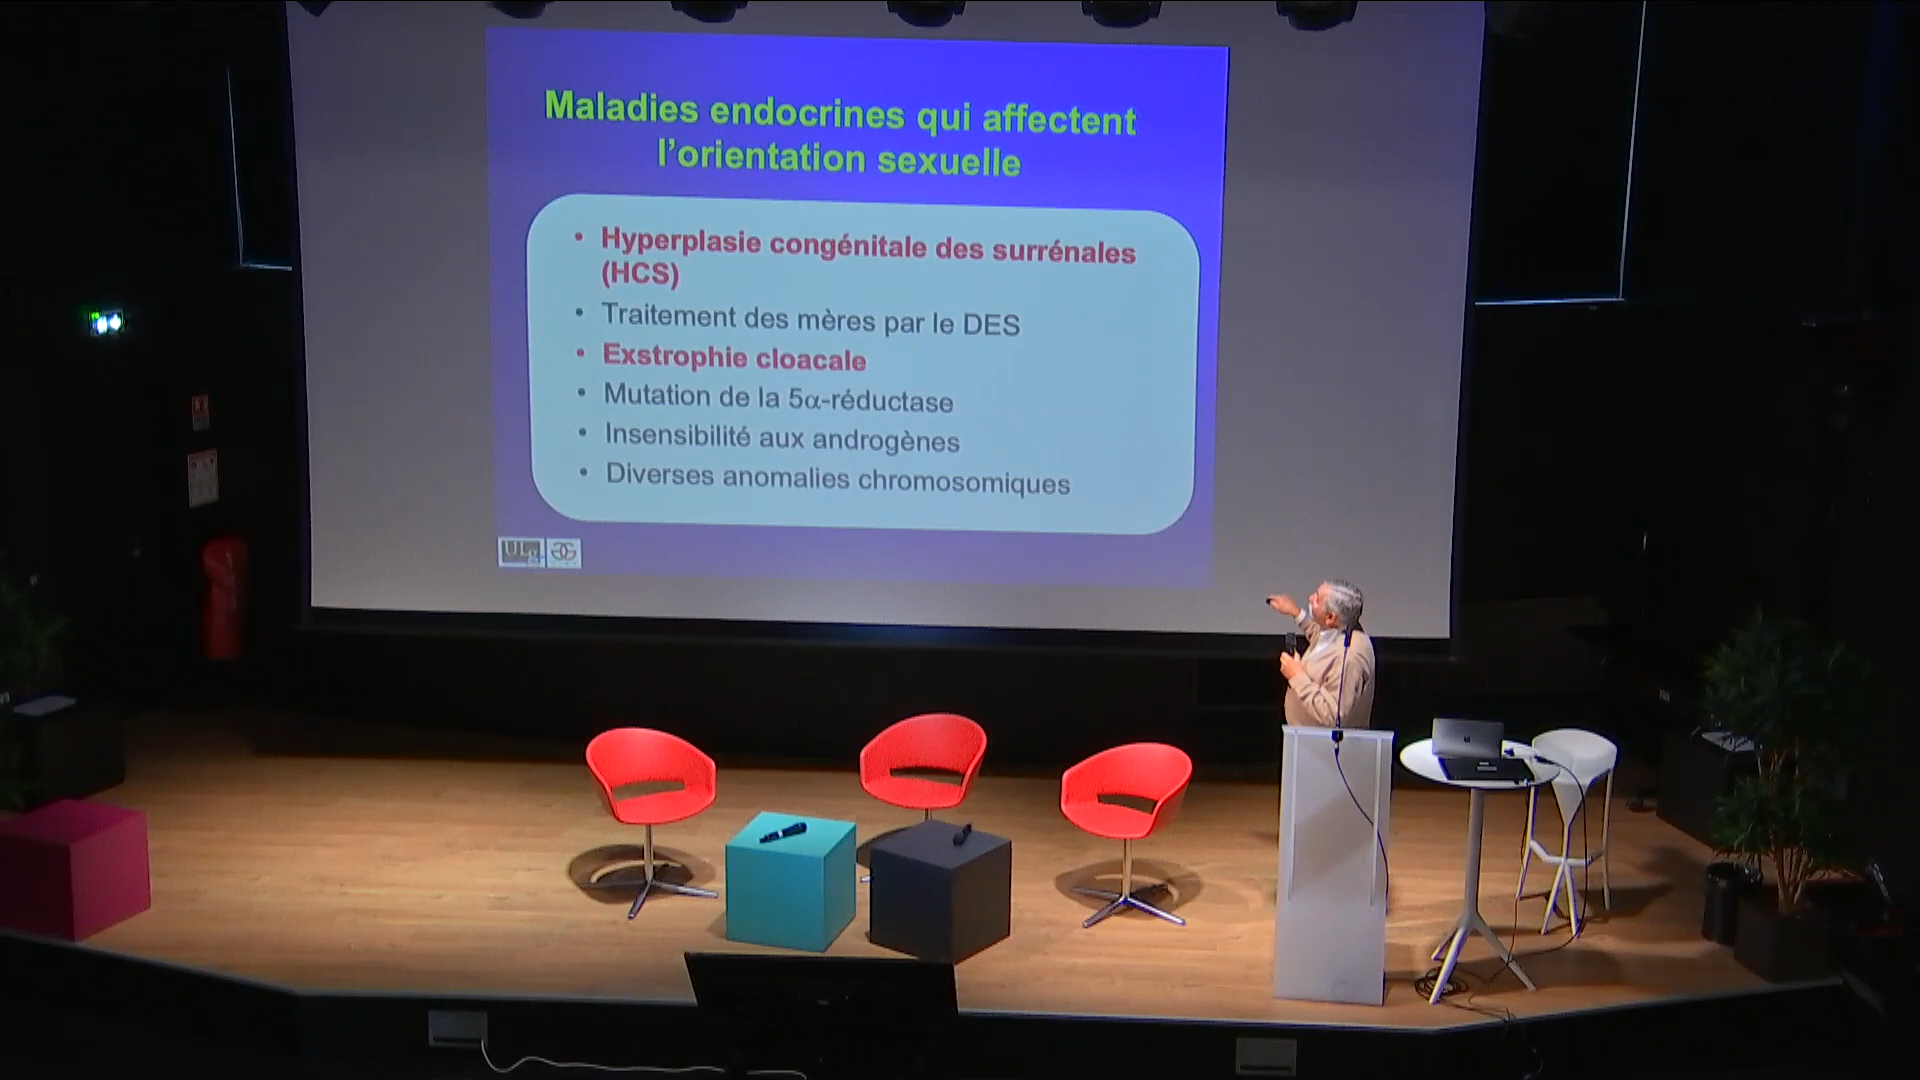 Maladies endocrines qui affectent
l'orientation sexuelle
• Hyperplasie congénitale des surrénales
(HCS)
• Traitement des mères par le DES
• Exstrophie cloacale
• Mutation de la 5α-réductase
• Insensibilité aux androgènes
• Diverses anomalies chromosomiques
ULg